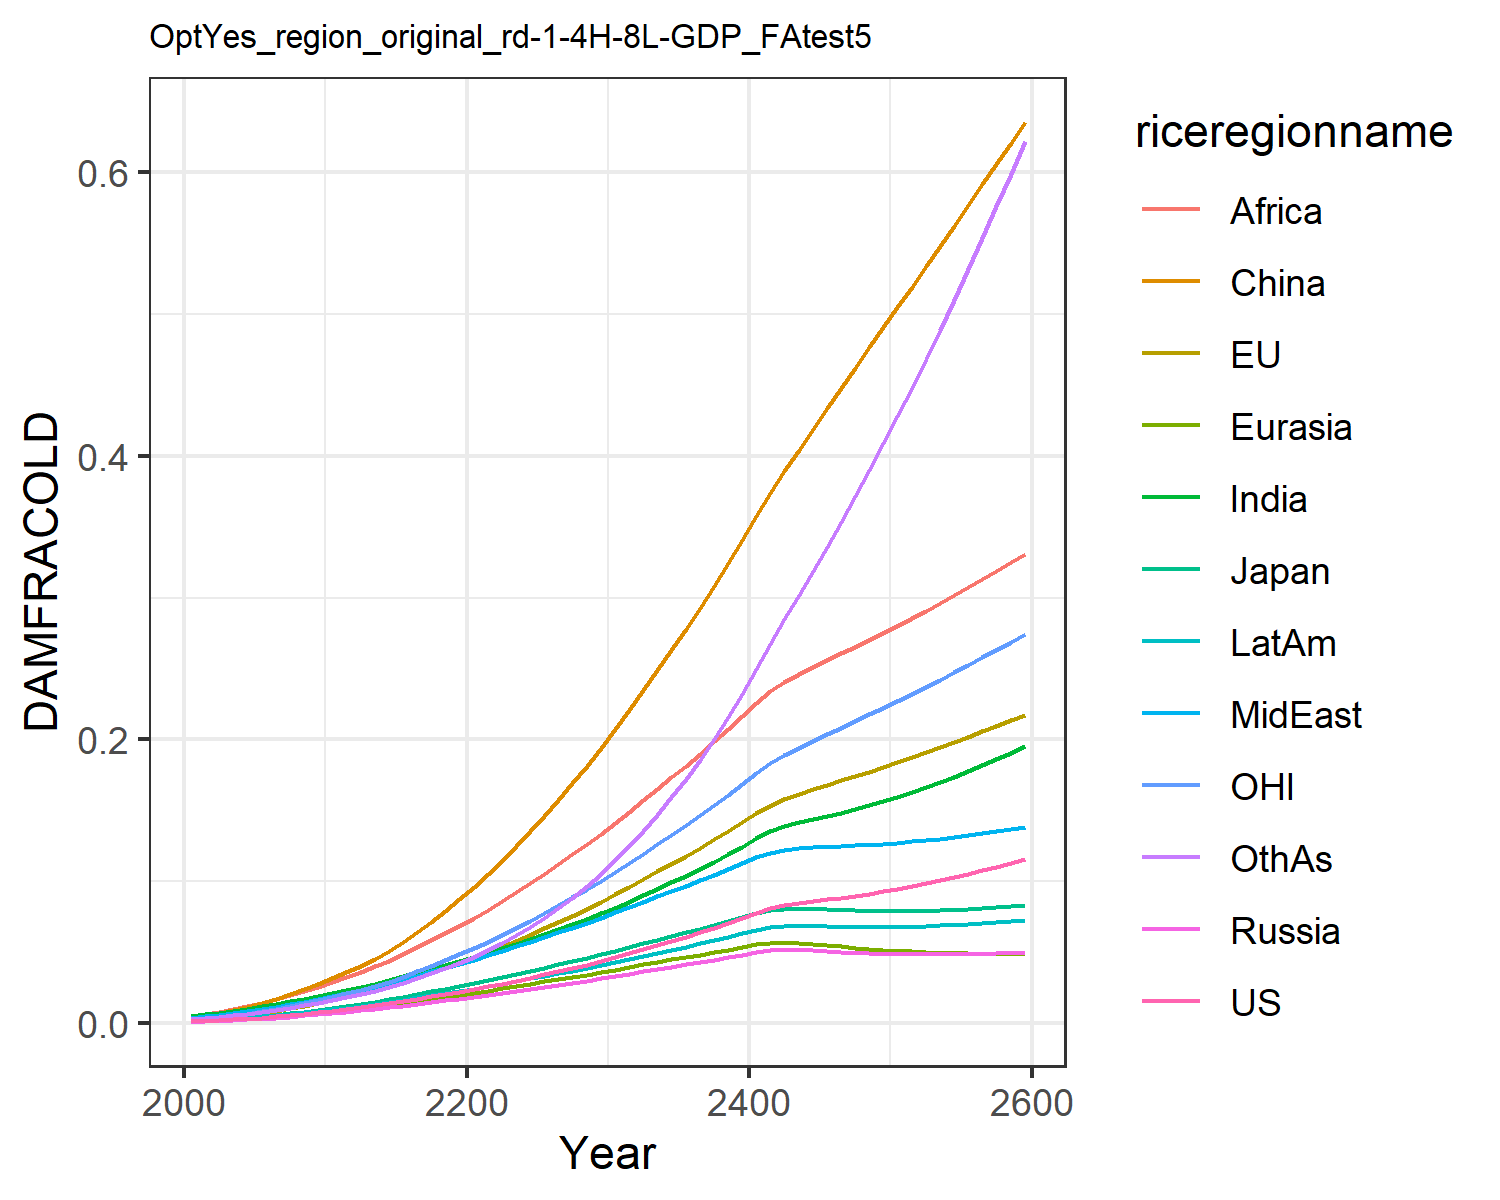 OptYes_region_original_rd-1-4H-8L-GDP_FAtest5
DAMFRACOLD
0.6
0.4
0.2
0.0
2000 2200 2400 2600
Year
riceregionname
Africa
China
EU
Eurasia
India
Japan
LatAm
MidEast
OHI
OthAs
Russia
US